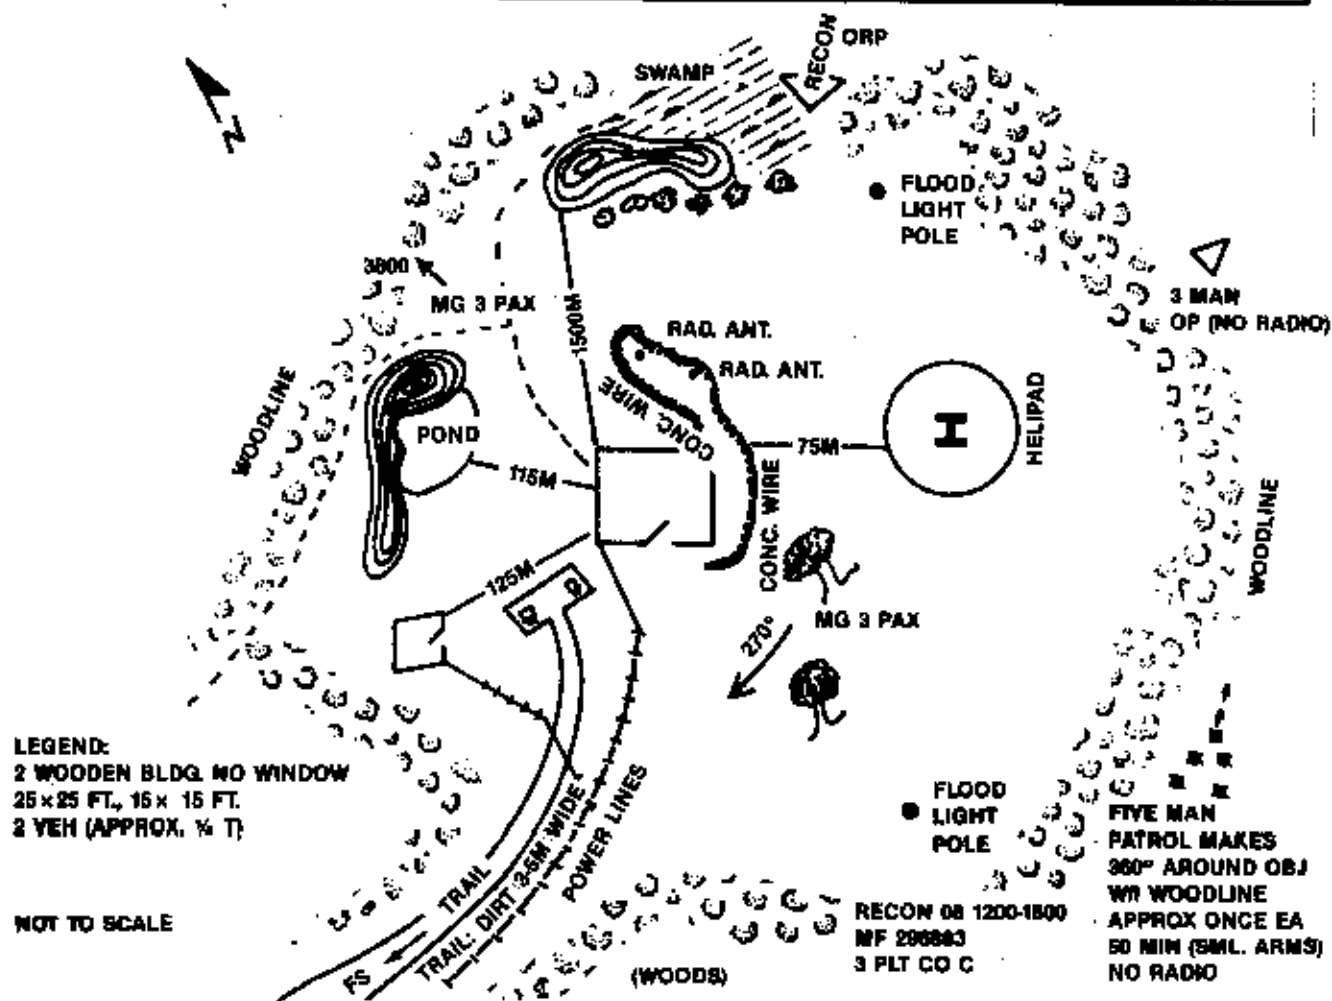 ORP
RECON
SWAMP
N
FLOOD
LIGHT
POLE
3800
MG 3 PAX
3 MAN
OP (NO RADIO)
1500M
RAD. ANT.
RAD. ANT.
CONC. WIRE
WOODLINE
POND
115M
75M
H
HELIPAD
CONC. WIRE
WOODLINE
125M
MG 3 PAX
270°
LEGEND:
2 WOODEN BLDG. NO WINDOW
25 x 25 FT., 15 x 15 FT.
2 VEH (APPROX. ¼ T)
NOT TO SCALE
TRAIL
FS
TRAIL: DIRT 3-5M WIDE
POWER LINES
(WOODS)
FLOOD
LIGHT
POLE
RECON 08 1200-1600
MF
3 PLT CO C
FIVE MAN
PATROL MAKES
360° AROUND OBJ
W/I WOODLINE
APPROX ONCE EA
50 MIN (SML. ARMS)
NO RADIO